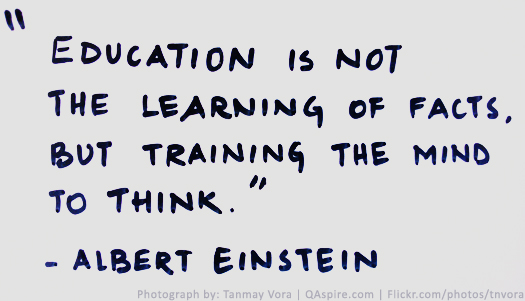 "
EDUCATION IS NOT
THE LEARNING OF FACTS,
BUT TRAINING THE MIND
TO THINK."
- ALBERT EINSTEIN
Photograph by: Tanmay Vora | QAspire.com | Flickr.com/photos/tnvora